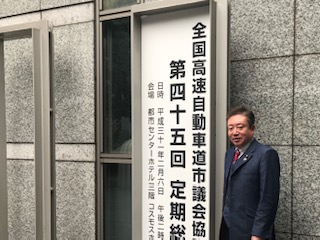 全国高速自動車道市議会協
第四十五回 定期総
日時 平成三十一年二月六日 午後二時
会場 都市センターホテル三階 コスモスホ